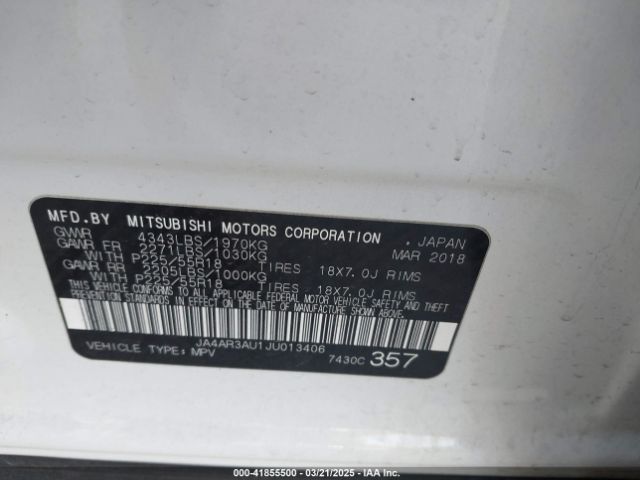 MFD.BY MITSUBISHI MOTORS CORPORATION, JAPAN
GVWR 4343LBS/1970KG MAR 2018
GAWR FR 2271LBS/1030KG
WITH P225/55R18 TIRES 18X7.0J RIMS
GAWR RR 2205LBS/1000KG
WITH P225/55R18 TIRES 18X7.0J RIMS
THIS VEHICLE CONFORMS TO ALL APPLICABLE FEDERAL MOTOR VEHICLE SAFETY AND THEFT
PREVENTION STANDARDS IN EFFECT ON THE DATE OF MANUFACTURE SHOWN ABOVE.
JA4AR3AU1JU013406
VEHICLE TYPE: MPV 7430C 357
000-41855500 - 03/21/2025 - IAA Inc.